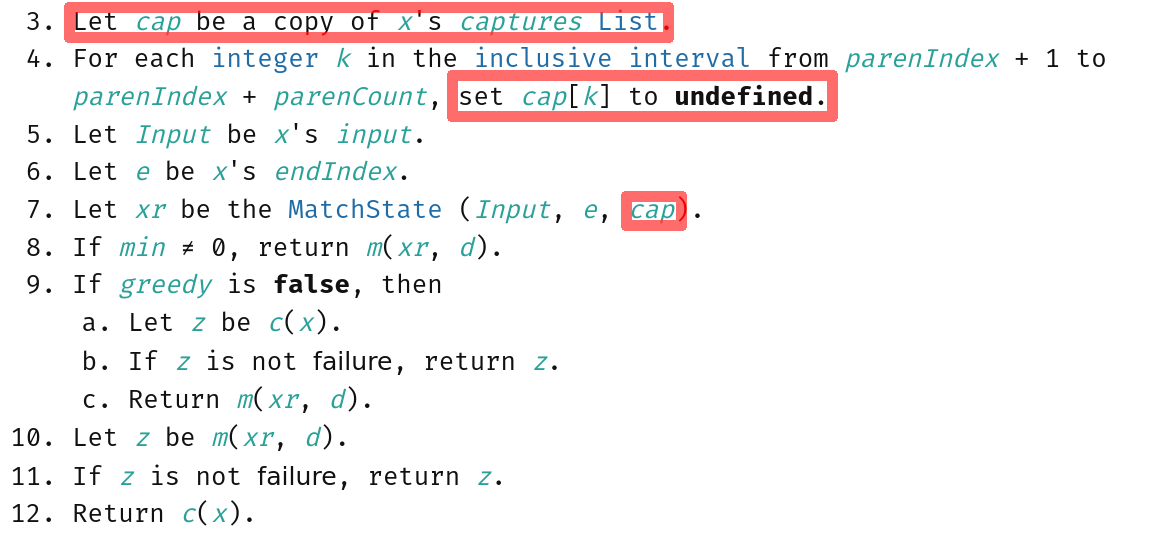 3. Let cap be a copy of x's captures List.
4. For each integer k in the inclusive interval from parenIndex + 1 to
parenIndex + parenCount, set cap[k] to undefined.
5. Let Input be x's input.
6. Let e be x's endIndex.
7. Let xr be the MatchState (Input, e, cap).
8. If min ≠ 0, return m(xr, d).
9. If greedy is false, then
a. Let z be c(x).
b. If z is not failure, return z.
c. Return m(xr, d).
10. Let z be m(xr, d).
11. If z is not failure, return z.
12. Return c(x).